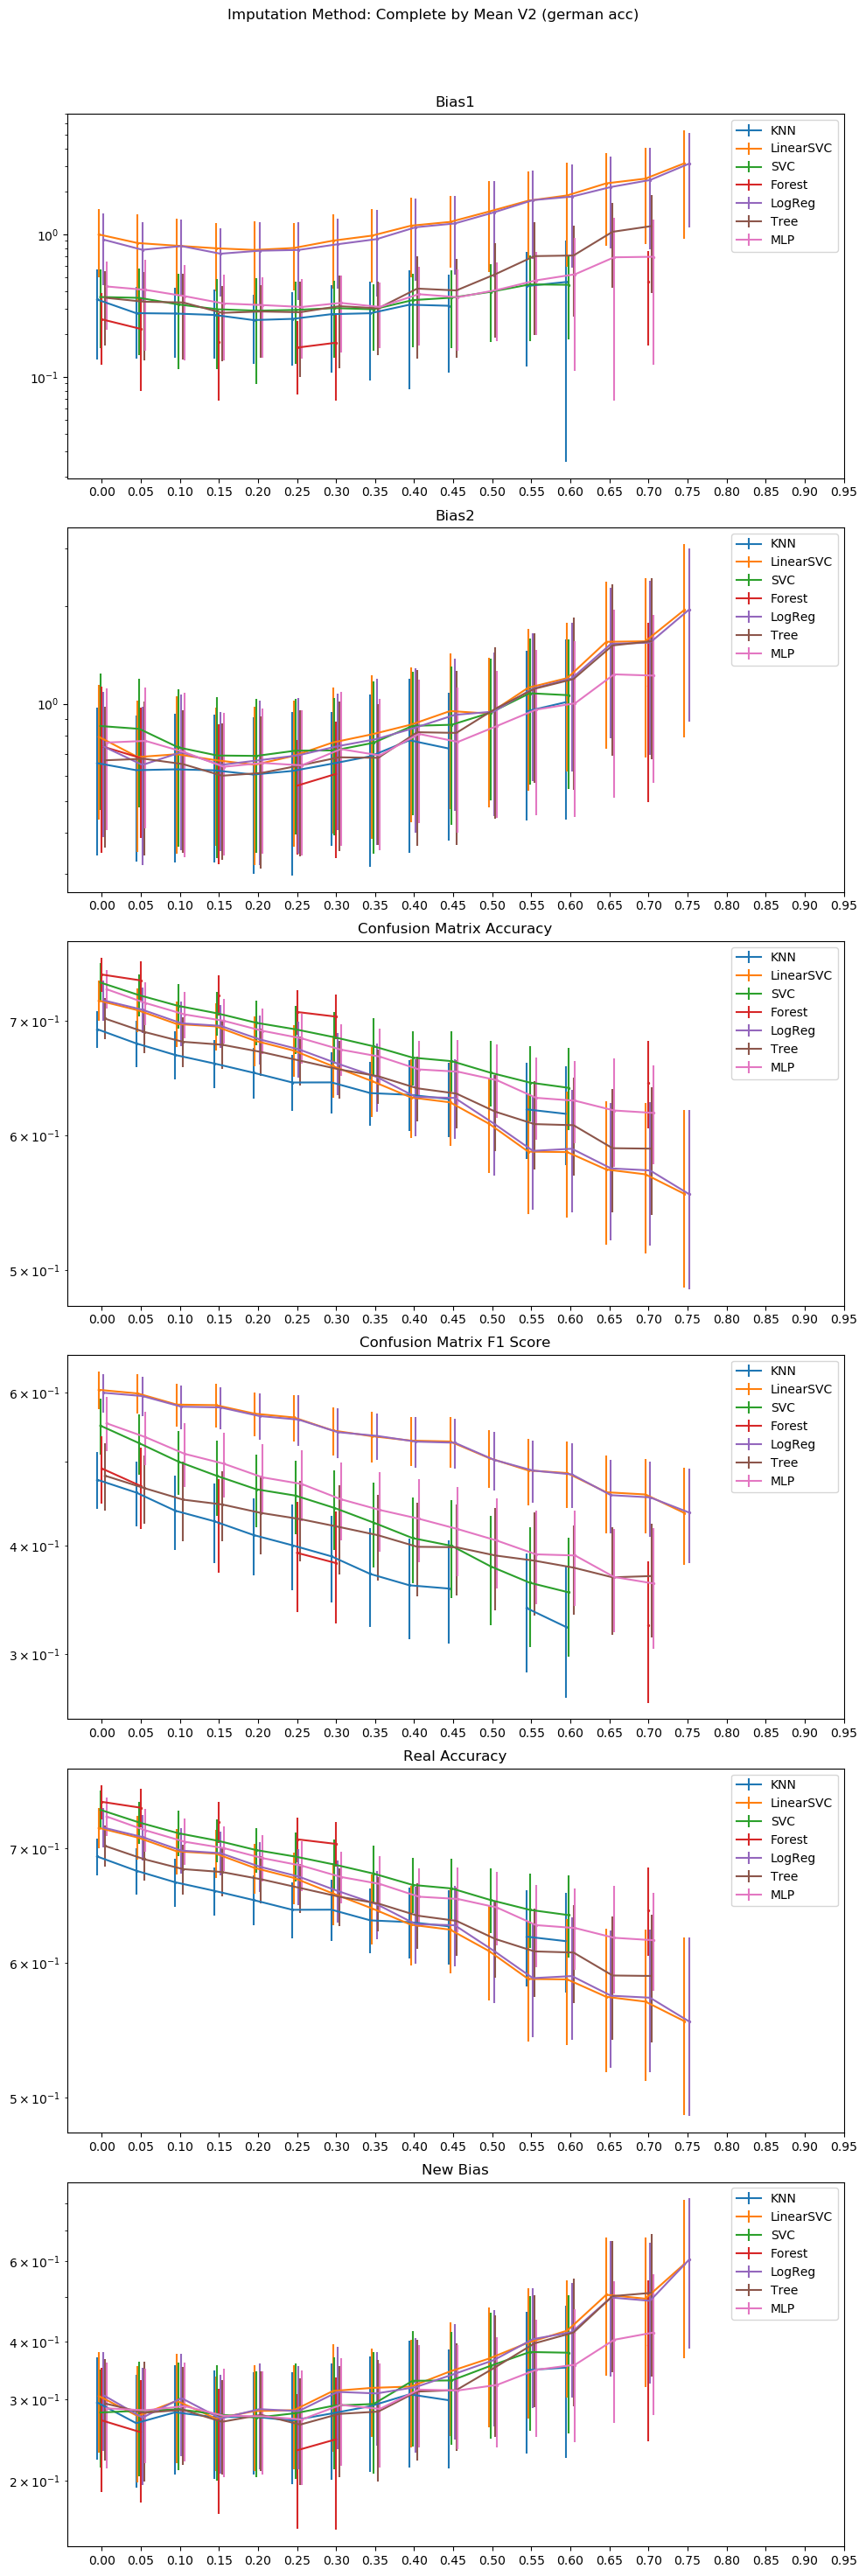 Imputation Method: Complete by Mean V2 (german acc)
Bias1
10⁰
10⁻¹
KNN
LinearSVC
SVC
Forest
LogReg
Tree
MLP
0.00 0.05 0.10 0.15 0.20 0.25 0.30 0.35 0.40 0.45 0.50 0.55 0.60 0.65 0.70 0.75 0.80 0.85 0.90 0.95
Bias2
10⁰
KNN
LinearSVC
SVC
Forest
LogReg
Tree
MLP
0.00 0.05 0.10 0.15 0.20 0.25 0.30 0.35 0.40 0.45 0.50 0.55 0.60 0.65 0.70 0.75 0.80 0.85 0.90 0.95
Confusion Matrix Accuracy
7 × 10⁻¹
6 × 10⁻¹
5 × 10⁻¹
KNN
LinearSVC
SVC
Forest
LogReg
Tree
MLP
0.00 0.05 0.10 0.15 0.20 0.25 0.30 0.35 0.40 0.45 0.50 0.55 0.60 0.65 0.70 0.75 0.80 0.85 0.90 0.95
Confusion Matrix F1 Score
6 × 10⁻¹
4 × 10⁻¹
3 × 10⁻¹
KNN
LinearSVC
SVC
Forest
LogReg
Tree
MLP
0.00 0.05 0.10 0.15 0.20 0.25 0.30 0.35 0.40 0.45 0.50 0.55 0.60 0.65 0.70 0.75 0.80 0.85 0.90 0.95
Real Accuracy
7 × 10⁻¹
6 × 10⁻¹
5 × 10⁻¹
KNN
LinearSVC
SVC
Forest
LogReg
Tree
MLP
0.00 0.05 0.10 0.15 0.20 0.25 0.30 0.35 0.40 0.45 0.50 0.55 0.60 0.65 0.70 0.75 0.80 0.85 0.90 0.95
New Bias
6 × 10⁻¹
4 × 10⁻¹
3 × 10⁻¹
2 × 10⁻¹
KNN
LinearSVC
SVC
Forest
LogReg
Tree
MLP
0.00 0.05 0.10 0.15 0.20 0.25 0.30 0.35 0.40 0.45 0.50 0.55 0.60 0.65 0.70 0.75 0.80 0.85 0.90 0.95